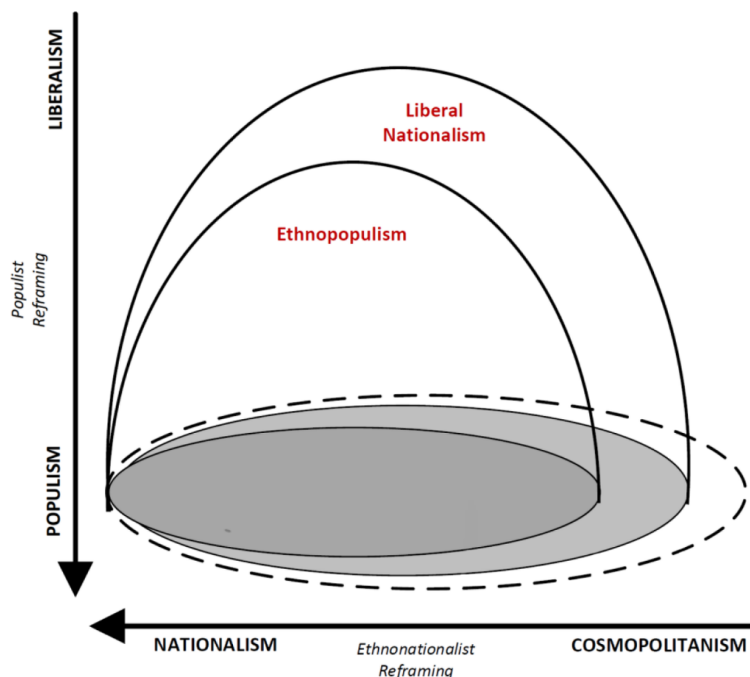 LIBERALISM
Liberal
Nationalism
Ethnopopulism
Populist
Reframing
POPULISM
NATIONALISM
Ethnonationalist
Reframing
COSMOPOLITANISM